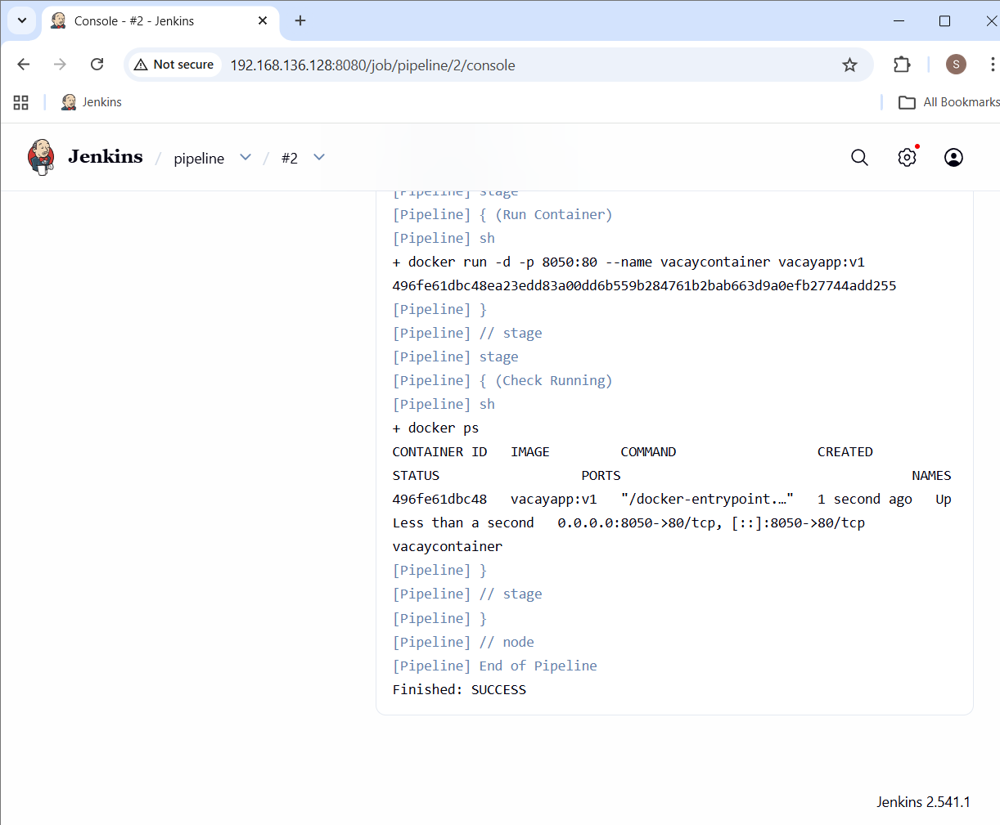 Console - #2 - Jenkins
Not secure 192.168.136.128:8080/job/pipeline/2/console S
Jenkins All Bookmarks
Jenkins / pipeline / #2
[Pipeline] stage
[Pipeline] { (Run Container)
[Pipeline] sh
+ docker run -d -p 8050:80 --name vacaycontainer vacayapp:v1
496fe61dbc48ea23edd83a00dd6b559b284761b2bab663d9a0efb27744add255
[Pipeline] }
[Pipeline] // stage
[Pipeline] stage
[Pipeline] { (Check Running)
[Pipeline] sh
+ docker ps
CONTAINER ID IMAGE COMMAND CREATED
STATUS PORTS NAMES
496fe61dbc48 vacayapp:v1 "/docker-entrypoint.…" 1 second ago Up
Less than a second 0.0.0.0:8050->80/tcp, [::]:8050->80/tcp
vacaycontainer
[Pipeline] }
[Pipeline] // stage
[Pipeline] }
[Pipeline] // node
[Pipeline] End of Pipeline
Finished: SUCCESS
Jenkins 2.541.1